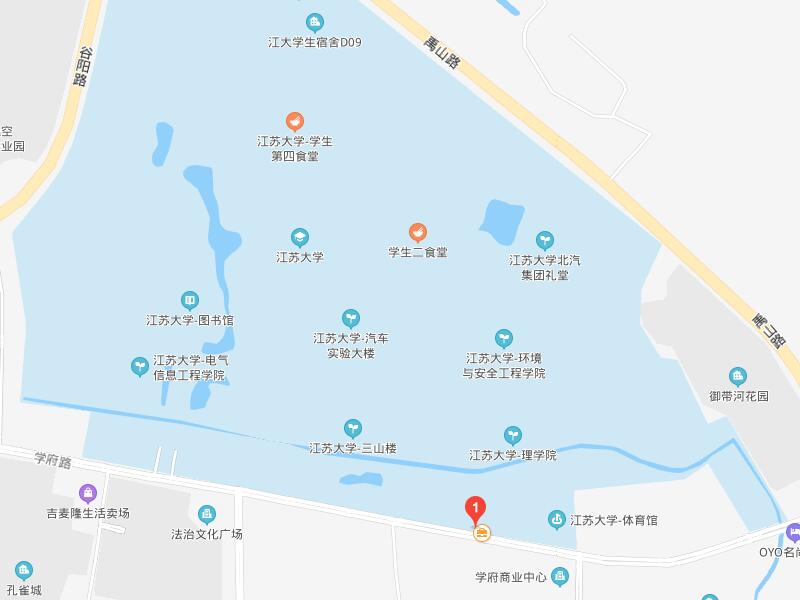 江大学生宿舍D09
禹山路
谷阳路
空
业园
江苏大学-学生
第四食堂
江苏大学
学生二食堂
江苏大学北汽
集团礼堂
江苏大学-图书馆
江苏大学-汽车
实验大楼
禹山路
江苏大学-电气
信息工程学院
江苏大学-环境
与安全工程学院
御带河花园
江苏大学-三山楼
江苏大学-理学院
学府路
吉麦隆生活卖场
1
法治文化广场
江苏大学-体育馆
OYO名尚
孔雀城
学府商业中心